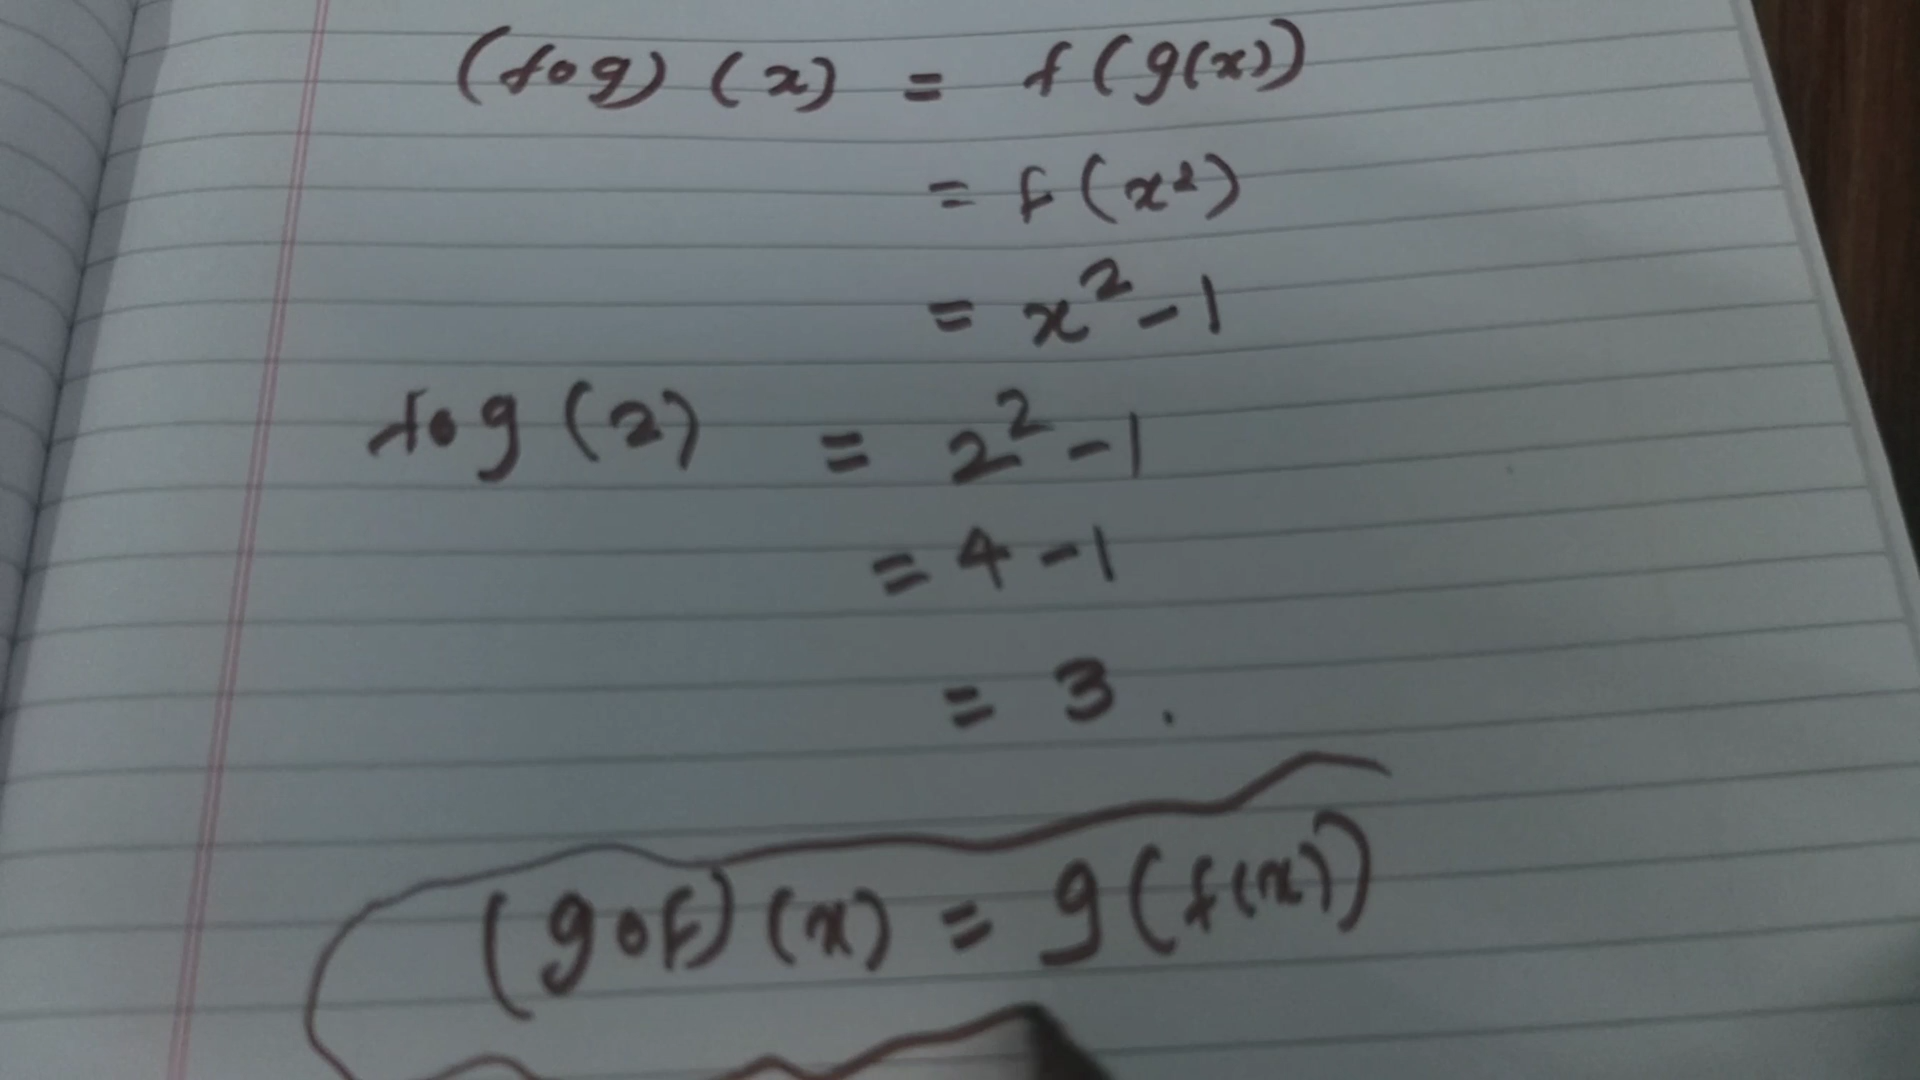 (fog) (x) = f(g(x))
= F(x²)
= x² - 1
fog (2) = 2² - 1
= 4 - 1
= 3.
(goF) (x) = g(f(x))